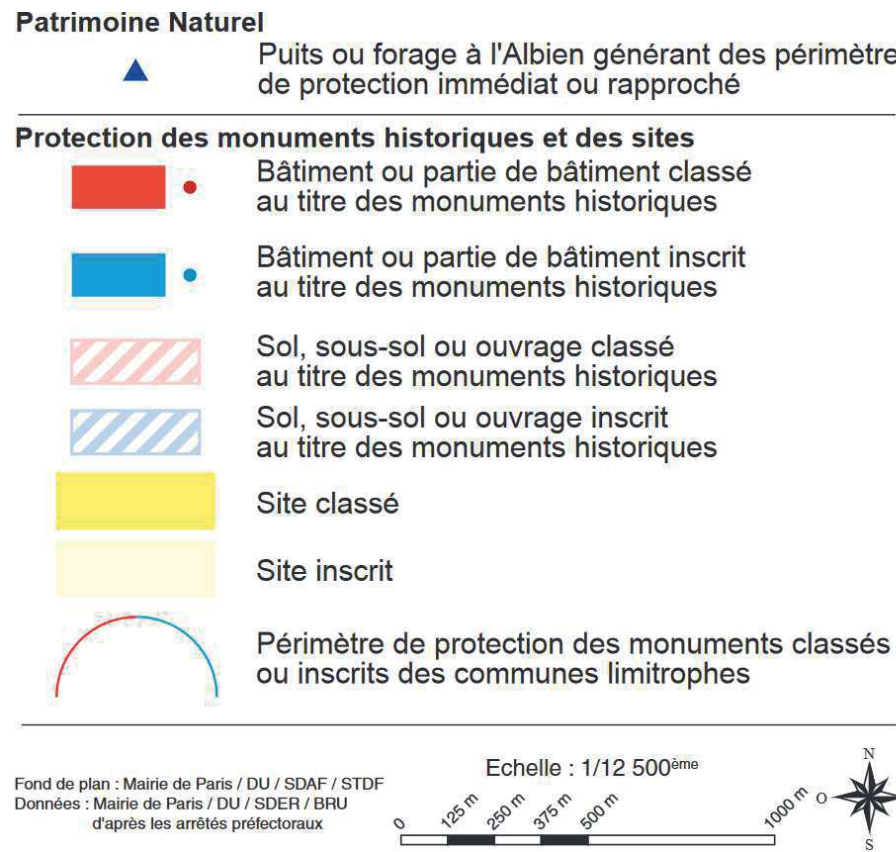 Patrimoine Naturel
Puits ou forage à l'Albien générant des périmètre
de protection immédiat ou rapproché
Protection des monuments historiques et des sites
Bâtiment ou partie de bâtiment classé
au titre des monuments historiques
Bâtiment ou partie de bâtiment inscrit
au titre des monuments historiques
Sol, sous-sol ou ouvrage classé
au titre des monuments historiques
Sol, sous-sol ou ouvrage inscrit
au titre des monuments historiques
Site classé
Site inscrit
Périmètre de protection des monuments classés
ou inscrits des communes limitrophes
Fond de plan : Mairie de Paris / DU / SDAF / STDF
Données : Mairie de Paris / DU / SDER / BRU
d'après les arrêtés préfectoraux
Echelle : 1/12 500ème
0 125 m 250 m 375 m 500 m 1000 m
N
O
S